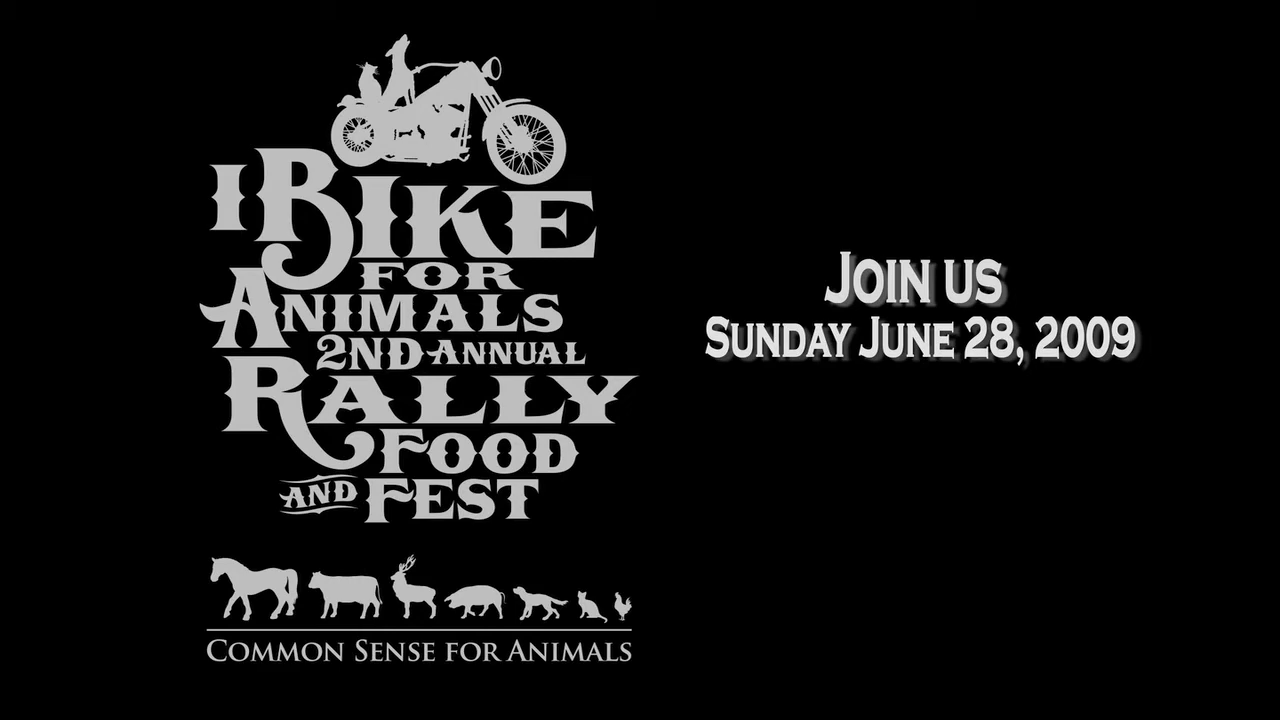 I BIKE
FOR
ANIMALS
2ND ANNUAL
RALLY
FOOD
AND FEST
COMMON SENSE FOR ANIMALS
JOIN US
SUNDAY JUNE 28, 2009